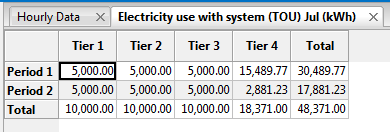 Hourly Data Electricity use with system (TOU) Jul (kWh)
Tier 1 Tier 2 Tier 3 Tier 4 Total
Period 1 5,000.00 5,000.00 5,000.00 15,489.77 30,489.77
Period 2 5,000.00 5,000.00 5,000.00 2,881.23 17,881.23
Total 10,000.00 10,000.00 10,000.00 18,371.00 48,371.00